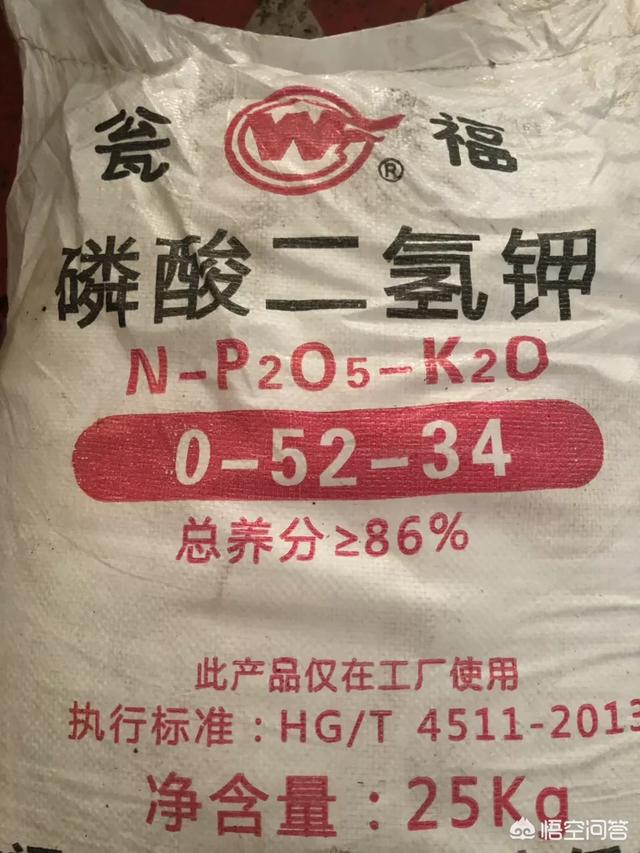 瓮 W ® 福
磷酸二氢钾
N-P2O5-K2O
0-52-34
总养分≥86%
此产品仅在工厂使用
执行标准：HG/T 4511-2013
净含量：25Kg
悟空问答